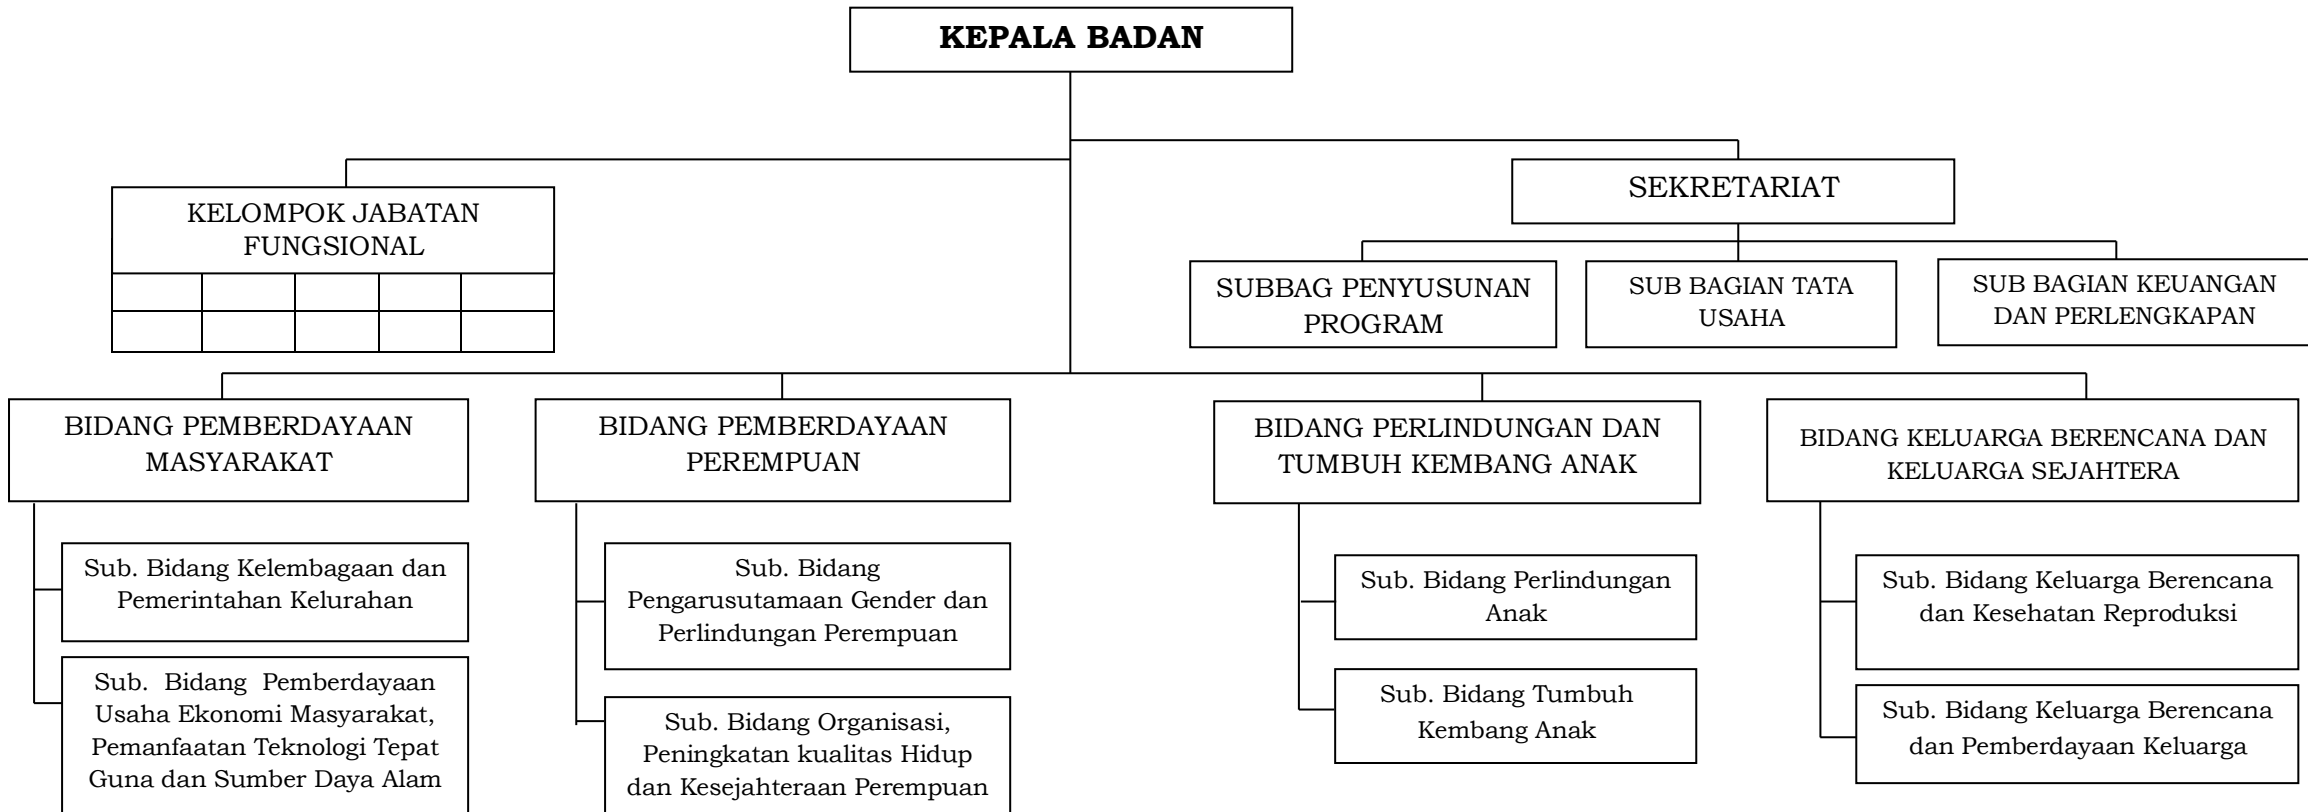 KEPALA BADAN
KELOMPOK JABATAN
FUNGSIONAL
SEKRETARIAT
SUBBAG PENYUSUNAN
PROGRAM
SUB BAGIAN TATA
USAHA
SUB BAGIAN KEUANGAN
DAN PERLENGKAPAN
BIDANG PEMBERDAYAAN
MASYARAKAT
Sub. Bidang Kelembagaan dan
Pemerintahan Kelurahan
Sub. Bidang Pemberdayaan
Usaha Ekonomi Masyarakat,
Pemanfaatan Teknologi Tepat
Guna dan Sumber Daya Alam
BIDANG PEMBERDAYAAN
PEREMPUAN
Sub. Bidang
Pengarusutamaan Gender dan
Perlindungan Perempuan
Sub. Bidang Organisasi,
Peningkatan kualitas Hidup
dan Kesejahteraan Perempuan
BIDANG PERLINDUNGAN DAN
TUMBUH KEMBANG ANAK
Sub. Bidang Perlindungan
Anak
Sub. Bidang Tumbuh
Kembang Anak
BIDANG KELUARGA BERENCANA DAN
KELUARGA SEJAHTERA
Sub. Bidang Keluarga Berencana
dan Kesehatan Reproduksi
Sub. Bidang Keluarga Berencana
dan Pemberdayaan Keluarga